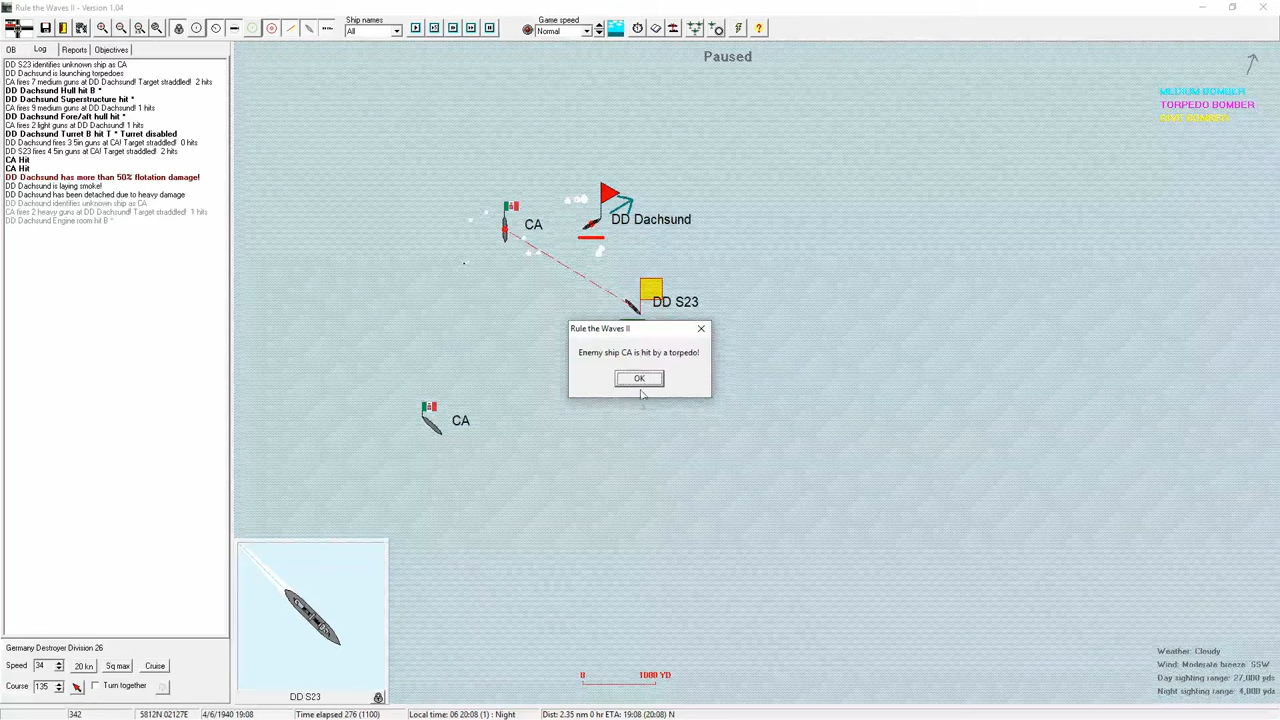 Rule the Waves II - Version 1.04
Ship names
All
Game speed
Normal
OB
Log
Reports
Objectives
DD S23 identifies unknown ship as CA
DD Dachsund is launching torpedoes
CA fires 7 medium guns at DD Dachsund! Target straddled!  2 hits
DD Dachsund Hull hit B *
DD Dachsund Superstructure hit *
CA fires 9 medium guns at DD Dachsund! 1 hits
DD Dachsund Fore/aft hull hit *
CA fires 2 light guns at DD Dachsund! 1 hits
DD Dachsund Turret B hit T * Turret disabled
DD Dachsund fires 3 5in guns at CA! Target straddled!  0 hits
DD S23 fires 4 5in guns at CA! Target straddled!  2 hits
CA Hit
CA Hit
DD Dachsund has more than 50% flotation damage!
DD Dachsund is laying smoke!
DD Dachsund has been detached due to heavy damage
DD Dachsund identifies unknown ship as CA
CA fires 2 heavy guns at DD Dachsund! Target straddled!  1 hits
DD Dachsund Engine room hit B *
Paused
MEDIUM BOMBER
TORPEDO BOMBER
CA
DD Dachsund
DD S23
Rule the Waves II
Enemy ship CA is hit by a torpedo!
OK
CA
DD S23
Germany Destroyer Division 26
Speed
34
20 kn
Sq max
Cruise
Course
135
Turn together
0
1000 YD
Weather: Cloudy
Wind: Moderate breeze  SSW
Day sighting range: 27,000 yds
Night sighting range: 4,000 yds
342
5812N 02127E
4/6/1940 19:08
Time elapsed 276 (1100)
Local time: 06 20:08 (1) : Night
Dist: 2.35 nm 0 hr ETA: 19:08 (20:08) N